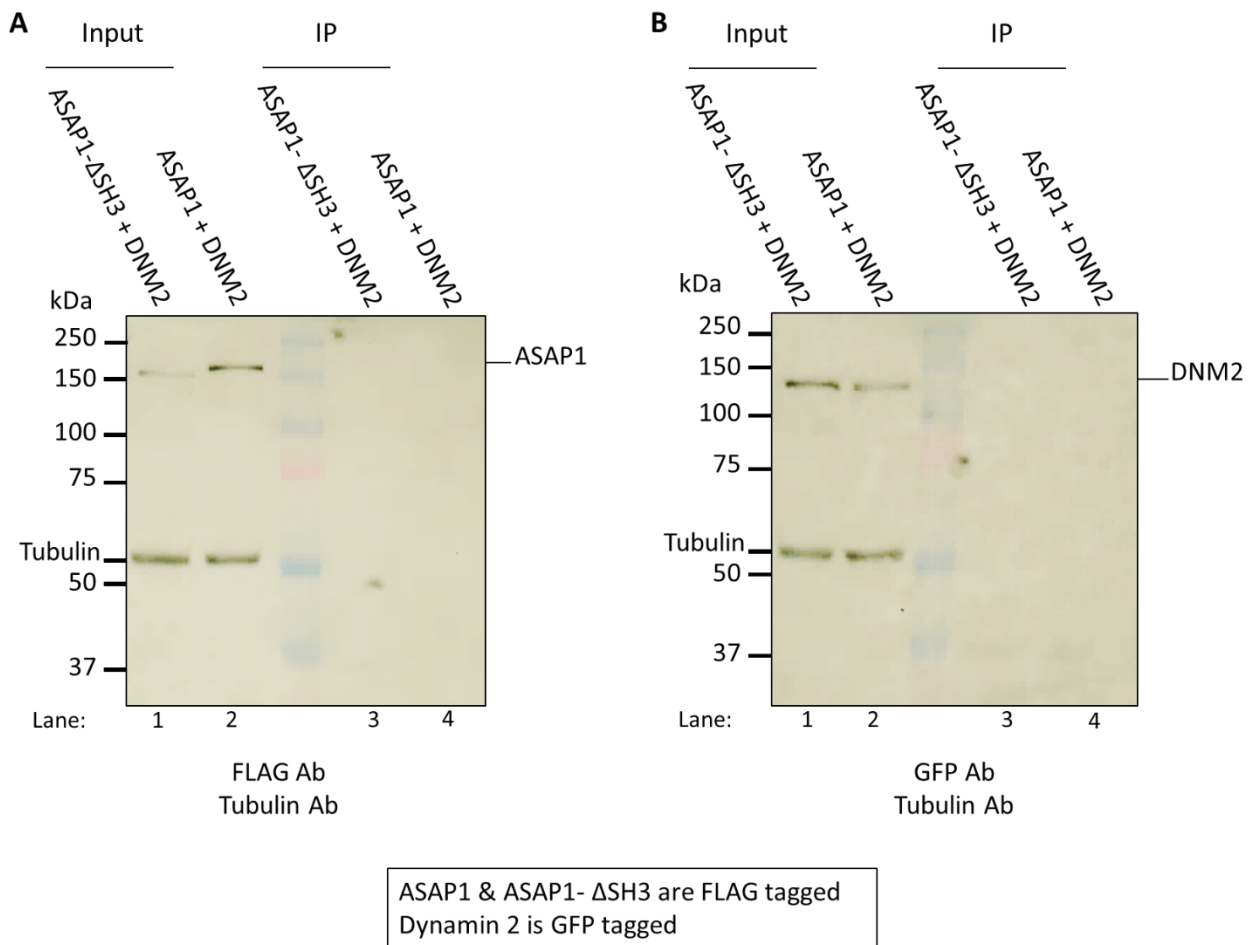 A
Input
IP
ASAP1- ΔSH3 + DNM2
ASAP1 + DNM2
ASAP1- ΔSH3 + DNM2
ASAP1 + DNM2
kDa
250
150
100
75
Tubulin
50
37
ASAP1
Lane:
1
2
3
4
FLAG Ab
Tubulin Ab
B
Input
IP
ASAP1- ΔSH3 + DNM2
ASAP1 + DNM2
ASAP1- ΔSH3 + DNM2
ASAP1 + DNM2
kDa
250
150
100
75
Tubulin
50
37
DNM2
Lane:
1
2
3
4
GFP Ab
Tubulin Ab
ASAP1 & ASAP1- ΔSH3 are FLAG tagged
Dynamin 2 is GFP tagged